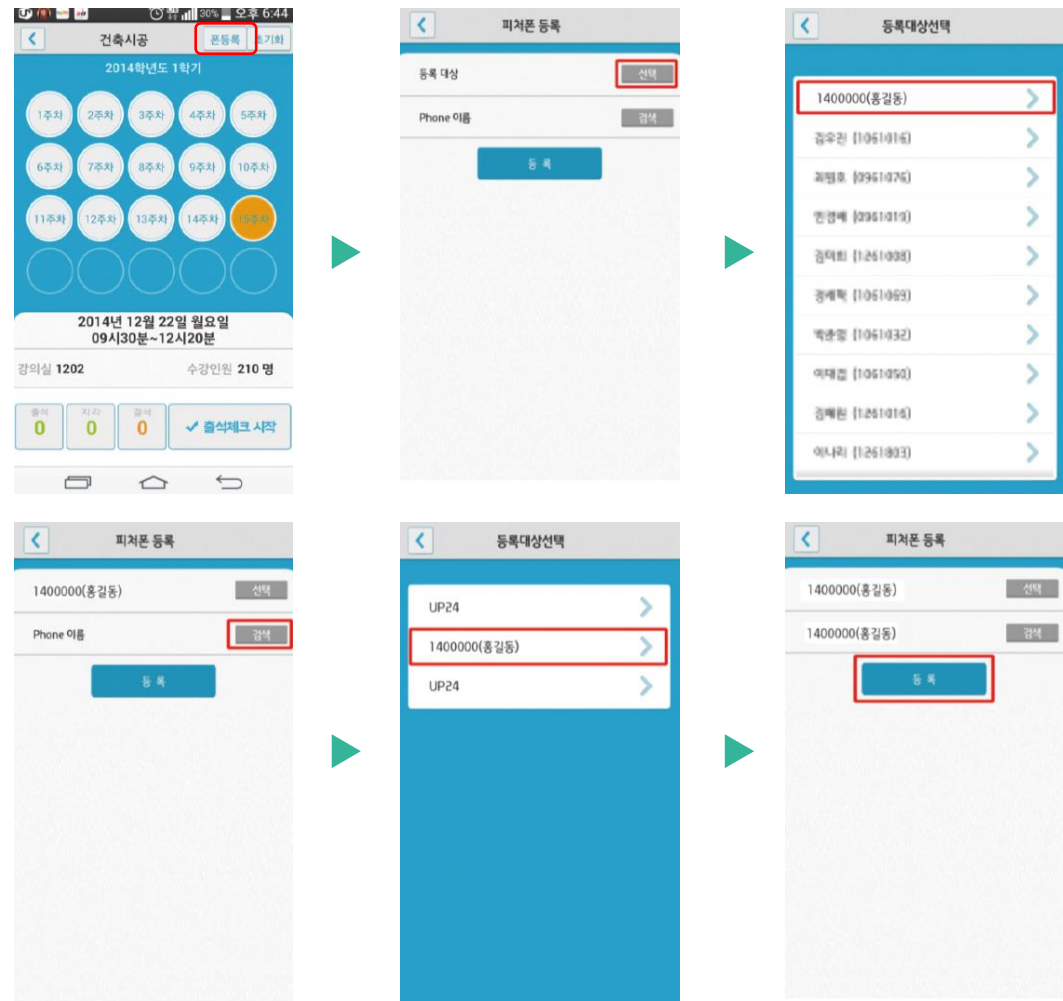 30% 오후 6:44
건축시공
폰등록
초기화
2014학년도 1학기
1주차 2주차 3주차 4주차 5주차
6주차 7주차 8주차 9주차 10주차
11주차 12주차 13주차 14주차 15주차
2014년 12월 22일 월요일
09시30분~12시20분
강의실 1202 수강인원 210 명
출석 지각 결석
0 0 0 출석체크 시작
피처폰 등록
등록 대상 선택
Phone 이름 검색
등 록
등록대상선택
1400000(홍길동)
피처폰 등록
1400000(홍길동) 선택
Phone 이름 검색
등 록
등록대상선택
UP24
1400000(홍길동)
UP24
피처폰 등록
1400000(홍길동) 선택
1400000(홍길동) 검색
등 록